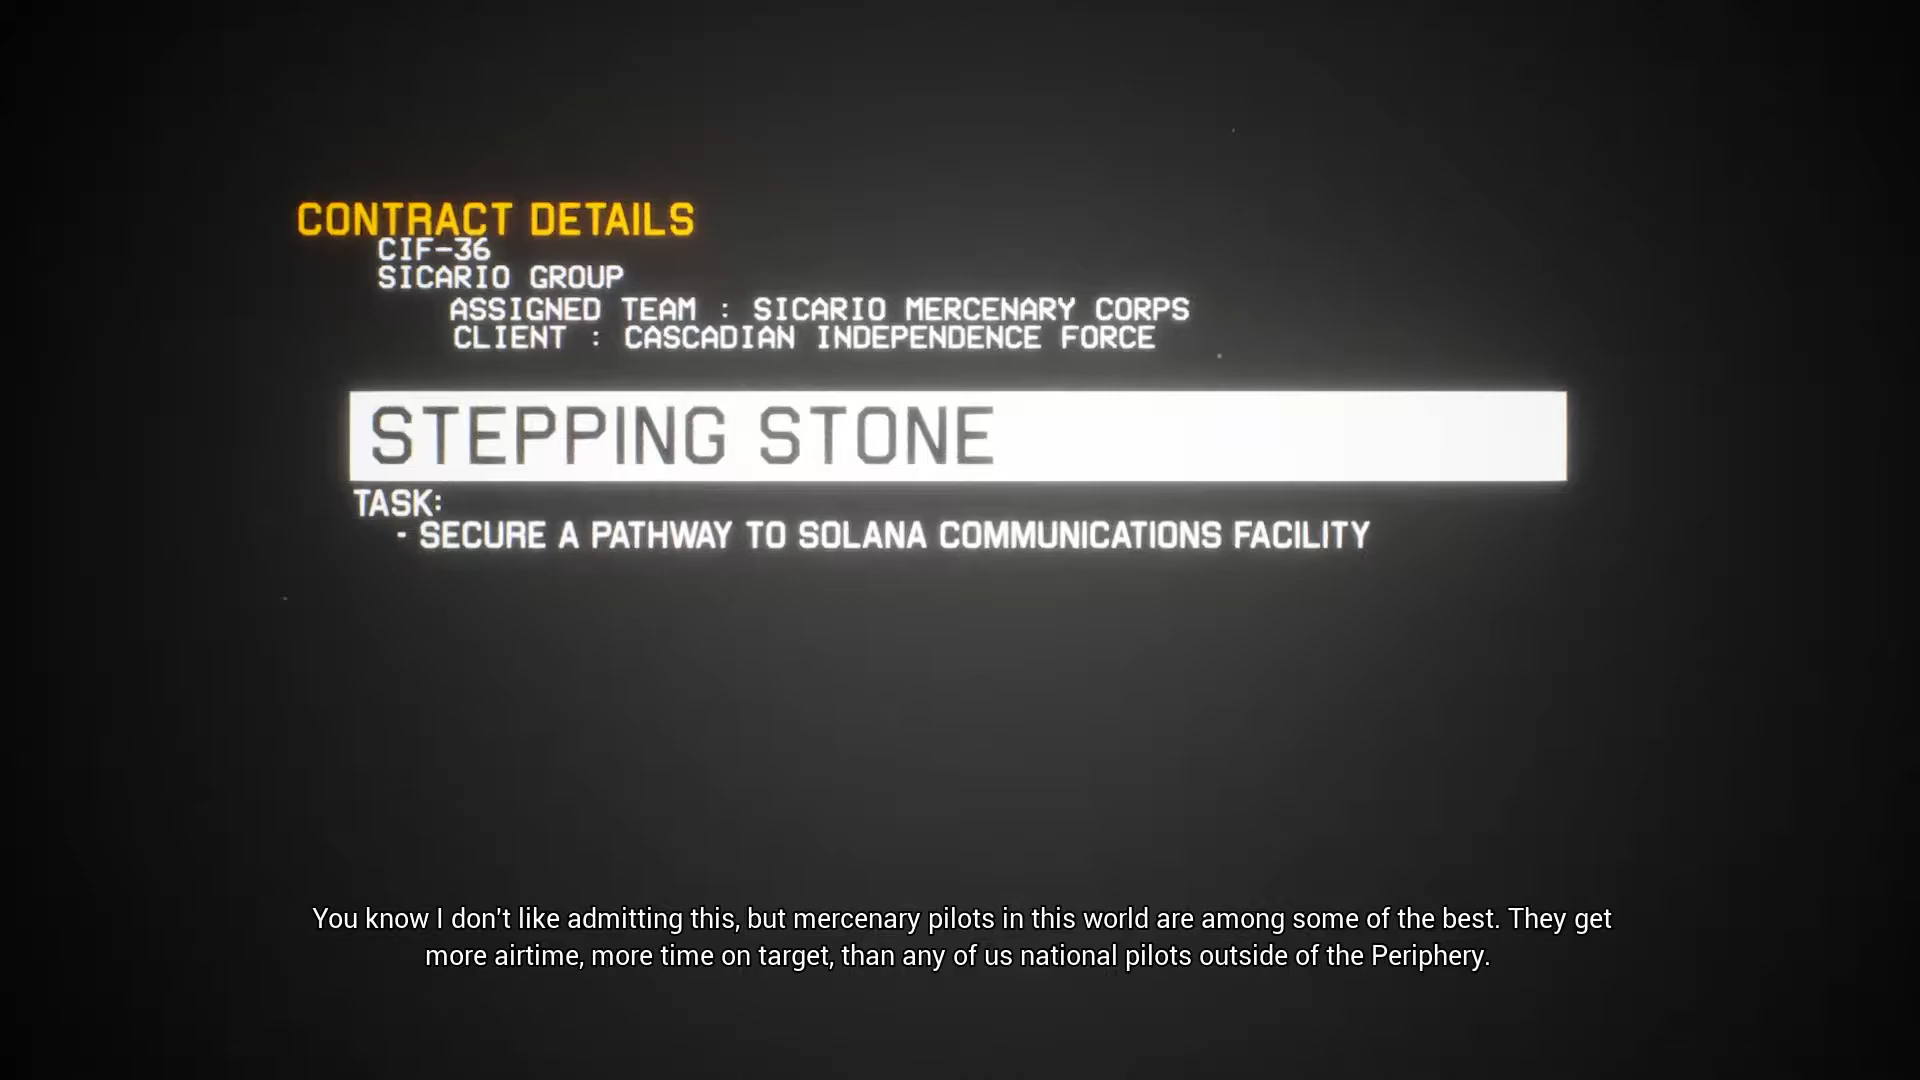 CONTRACT DETAILS
CIF-36
SICARIO GROUP
ASSIGNED TEAM : SICARIO MERCENARY CORPS
CLIENT : CASCADIAN INDEPENDENCE FORCE
STEPPING STONE
TASK:
- SECURE A PATHWAY TO SOLANA COMMUNICATIONS FACILITY
You know I don't like admitting this, but mercenary pilots in this world are among some of the best. They get
more airtime, more time on target, than any of us national pilots outside of the Periphery.